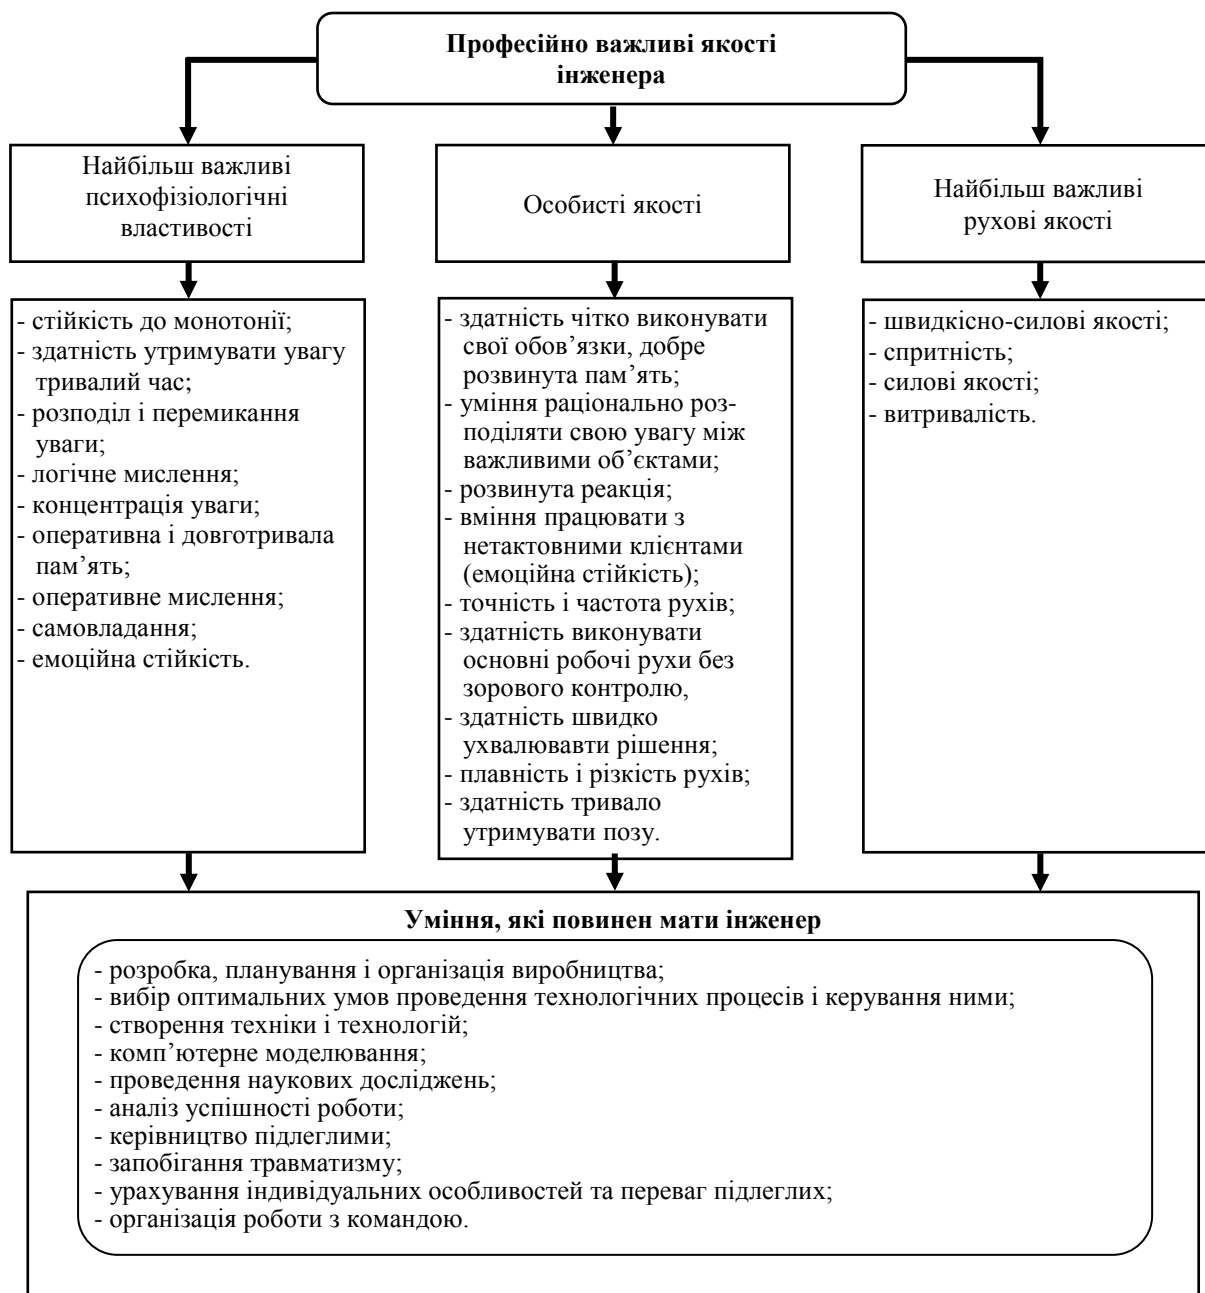 Професійно важливі якості
інженера
Найбільш важливі
психофізіологічні
властивості
Особисті якості
Найбільш важливі
рухові якості
- стійкість до монотонії;
- здатність утримувати увагу
тривалий час;
- розподіл і перемикання
уваги;
- логічне мислення;
- концентрація уваги;
- оперативна і довготривала
пам’ять;
- оперативне мислення;
- самовладання;
- емоційна стійкість.
- здатність чітко виконувати
свої обов’язки, добре
розвинута пам’ять;
- уміння раціонально роз-
поділяти свою увагу між
важливими об’єктами;
- розвинута реакція;
- вміння працювати з
нетактовними клієнтами
(емоційна стійкість);
- точність і частота рухів;
- здатність виконувати
основні робочі рухи без
зорового контролю,
- здатність швидко
ухвалювавти рішення;
- плавність і різкість рухів;
- здатність тривало
утримувати позу.
- швидкісно-силові якості;
- спритність;
- силові якості;
- витривалість.
Уміння, які повинен мати інженер
- розробка, планування і організація виробництва;
- вибір оптимальних умов проведення технологічних процесів і керування ними;
- створення техніки і технологій;
- комп’ютерне моделювання;
- проведення наукових досліджень;
- аналіз успішності роботи;
- керівництво підлеглими;
- запобігання травматизму;
- урахування індивідуальних особливостей та переваг підлеглих;
- організація роботи з командою.